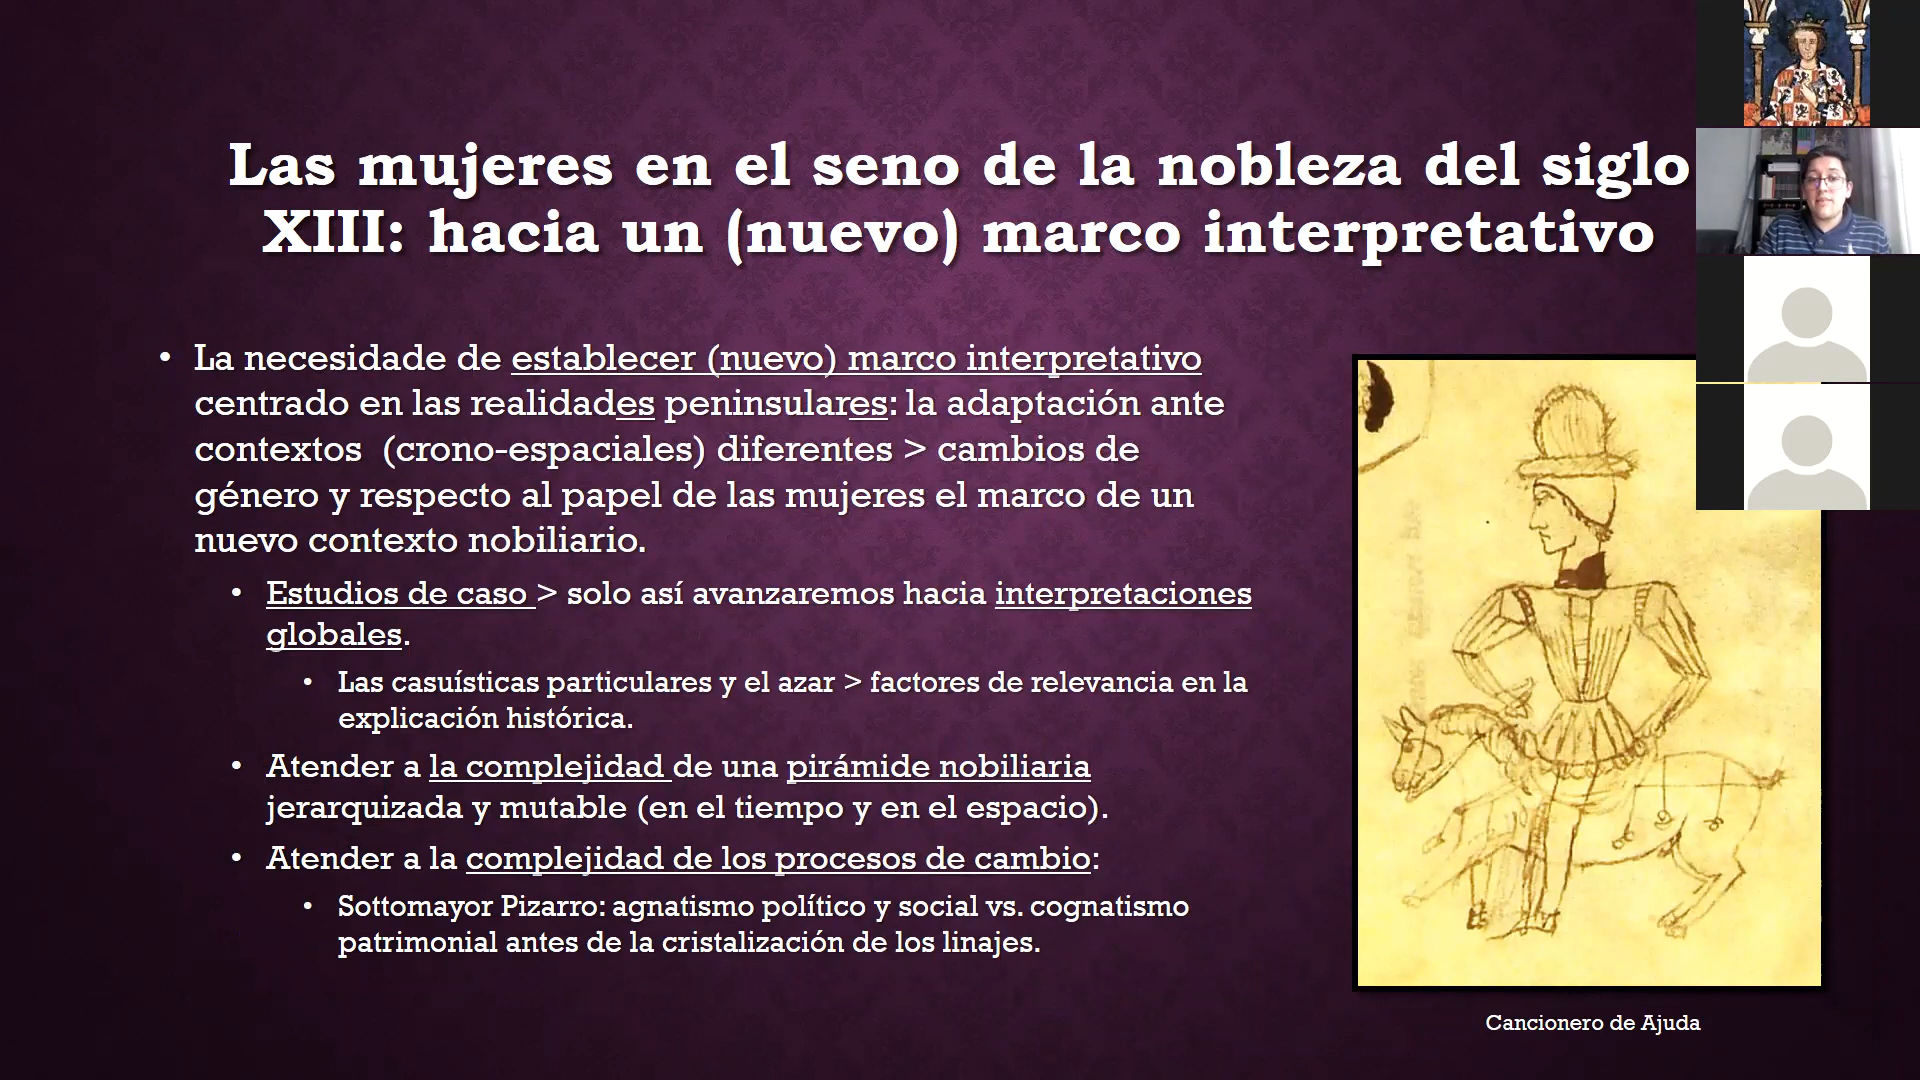 Las mujeres en el seno de la nobleza del siglo
XIII: hacia un (nuevo) marco interpretativo
• La necesidade de establecer (nuevo) marco interpretativo
centrado en las realidades peninsulares: la adaptación ante
contextos (crono-espaciales) diferentes > cambios de
género y respecto al papel de las mujeres el marco de un
nuevo contexto nobiliario.
• Estudios de caso > solo así avanzaremos hacia interpretaciones
globales.
• Las casuísticas particulares y el azar > factores de relevancia en la
explicación histórica.
• Atender a la complejidad de una pirámide nobiliaria
jerarquizada y mutable (en el tiempo y en el espacio).
• Atender a la complejidad de los procesos de cambio:
• Sottomayor Pizarro: agnatismo político y social vs. cognatismo
patrimonial antes de la cristalización de los linajes.
Cancionero de Ajuda